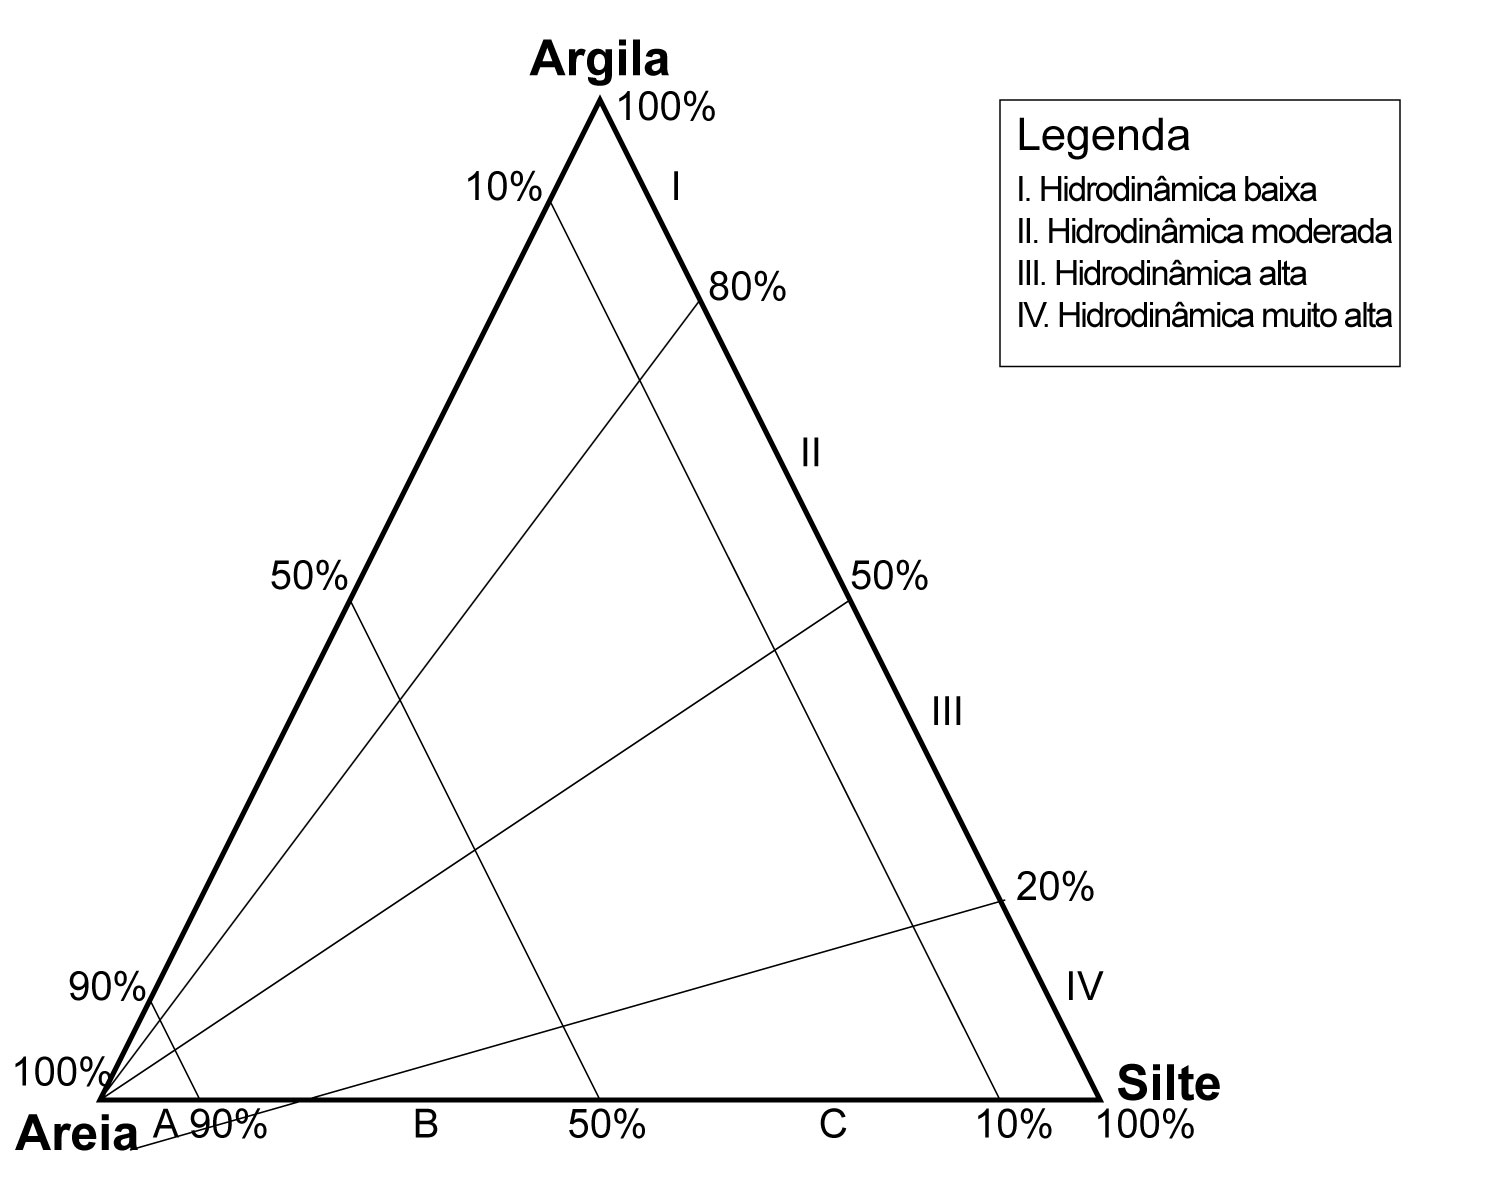 Argila
100%
10%
I
80%
II
50%
50%
III
20%
90%
IV
100%
Silte
Areia
A 90%
B
50%
C
10%
100%
Legenda
I. Hidrodinâmica baixa
II. Hidrodinâmica moderada
III. Hidrodinâmica alta
IV. Hidrodinâmica muito alta